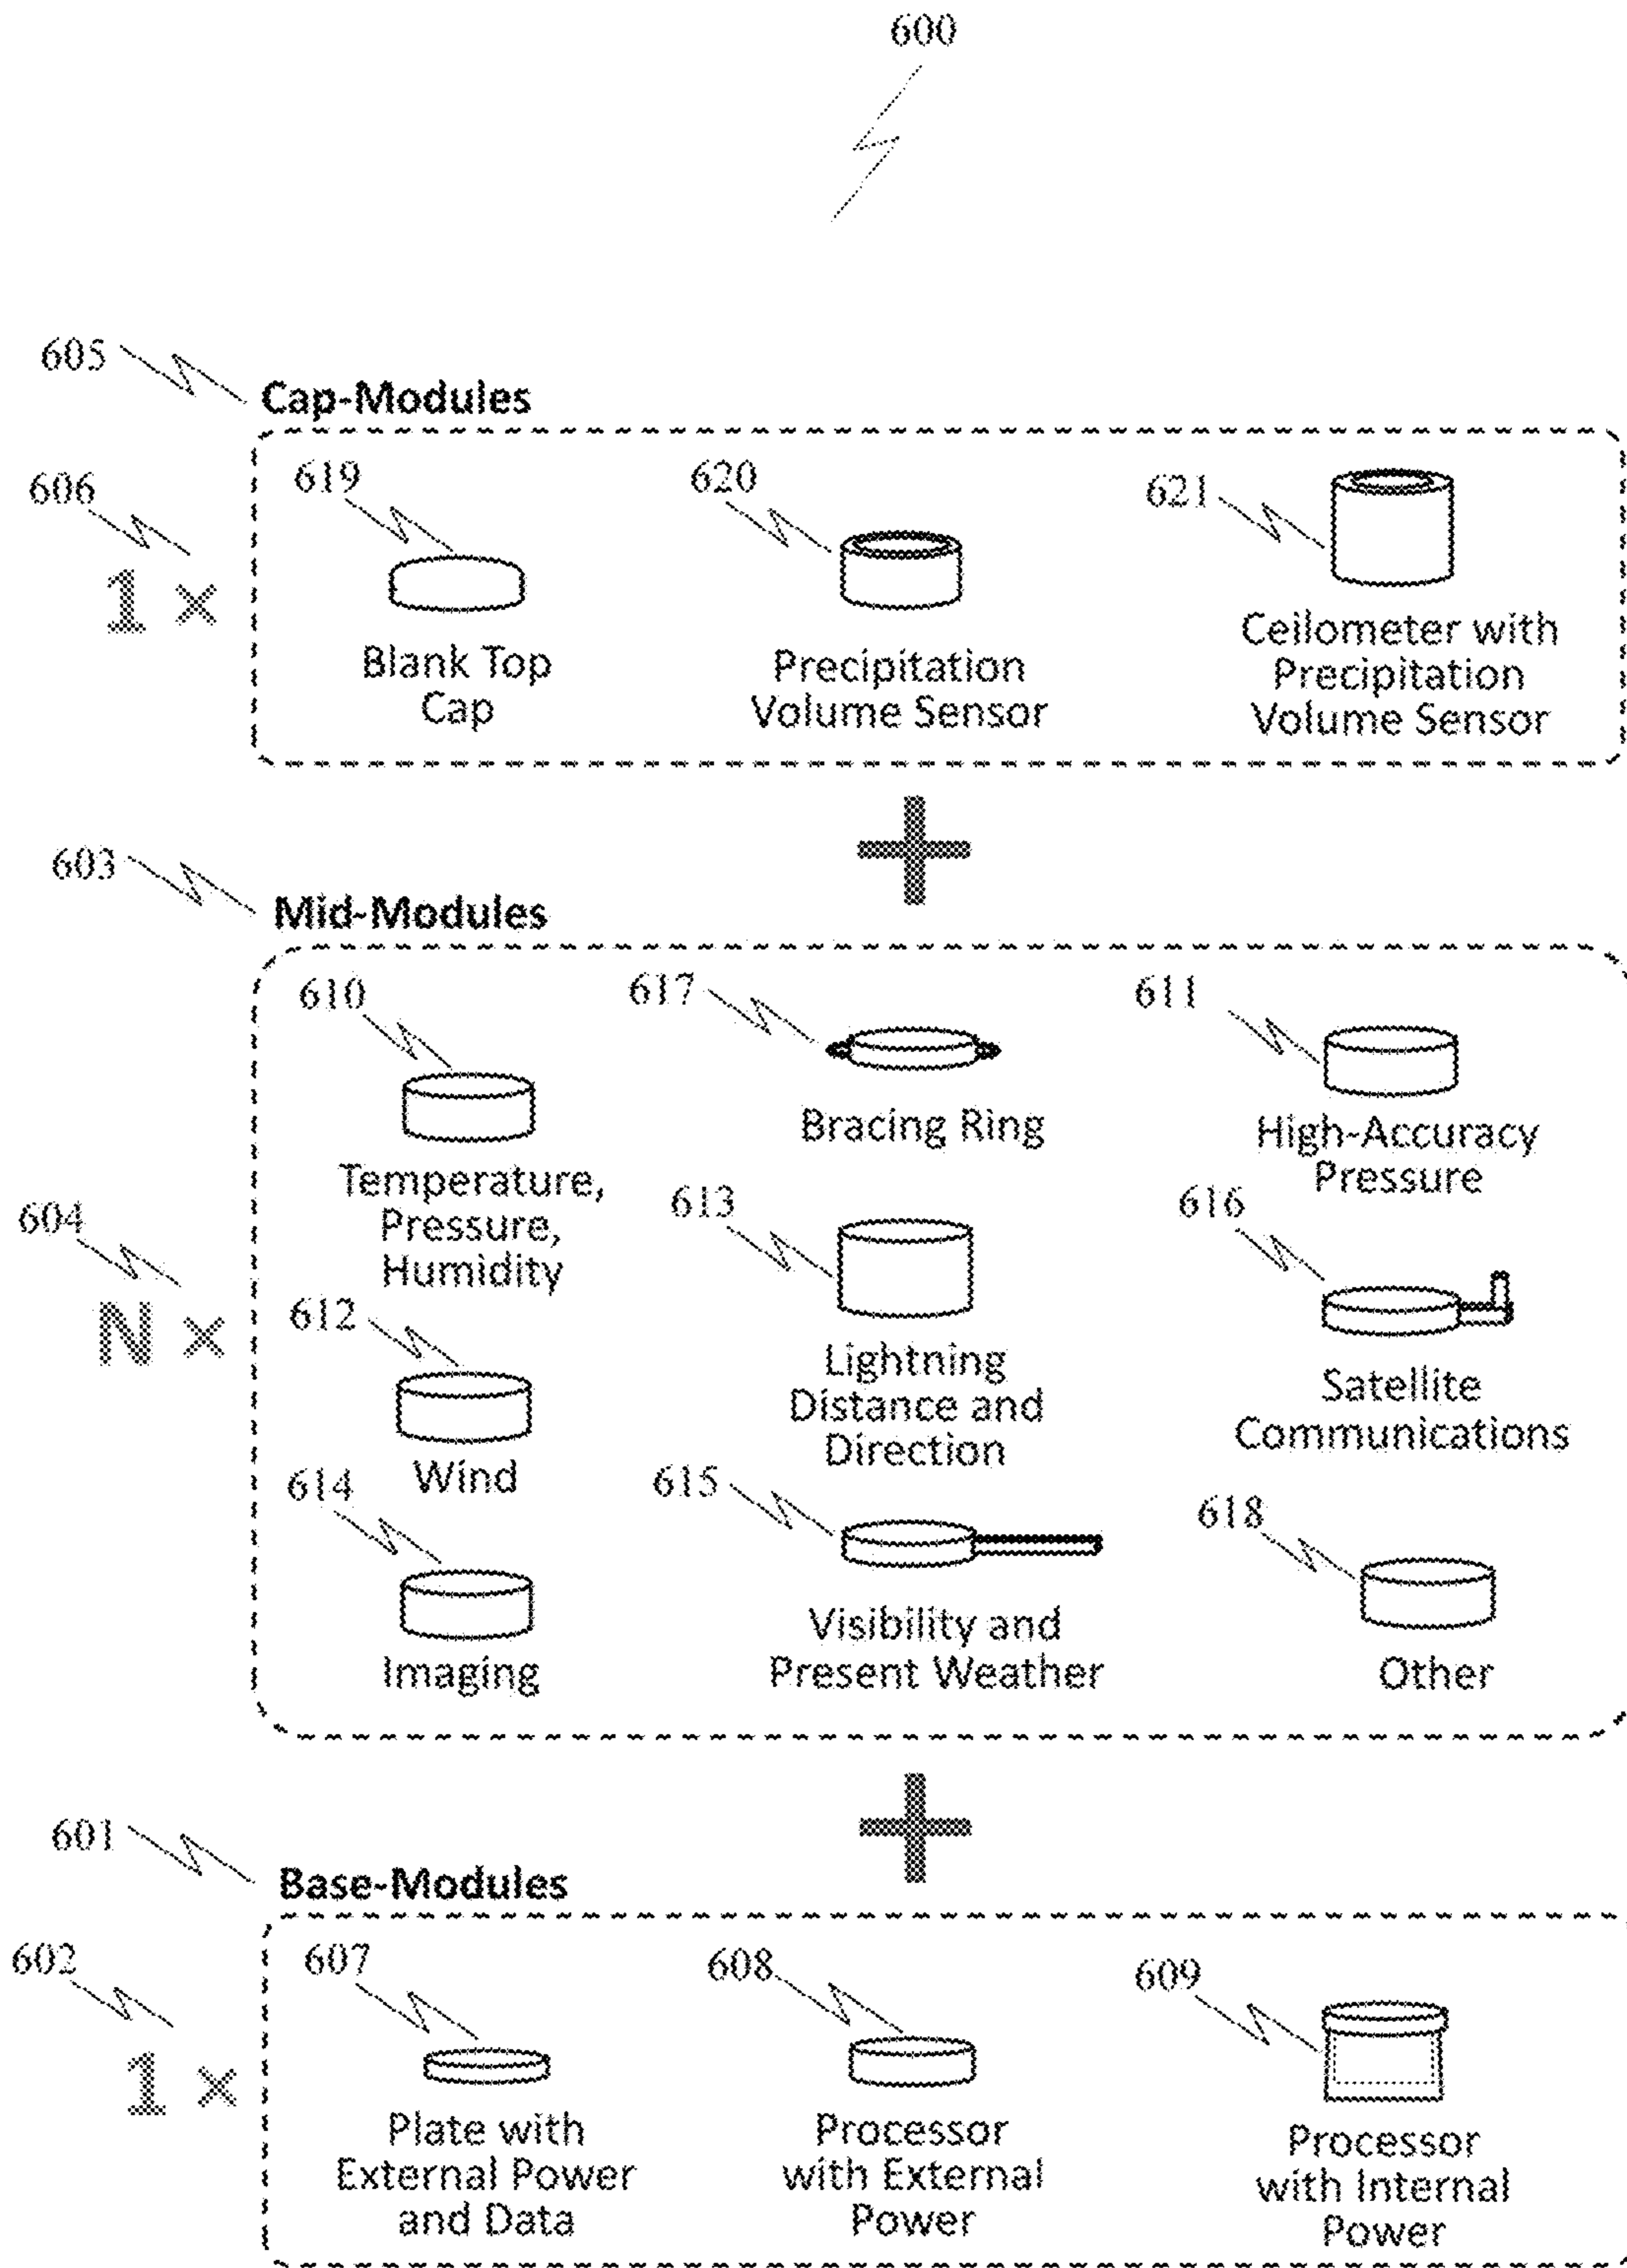 600
605
Cap-Modules
606
1 ×
619
620
621
Blank Top
Cap
Precipitation
Volume Sensor
Ceilometer with
Precipitation
Volume Sensor
+
603
Mid-Modules
604
N ×
610
617
611
Temperature,
Pressure,
Humidity
Bracing Ring
High-Accuracy
Pressure
612
613
616
Wind
Lightning
Distance and
Direction
Satellite
Communications
614
615
618
Imaging
Visibility and
Present Weather
Other
+
601
Base-Modules
602
1 ×
607
608
609
Plate with
External Power
and Data
Processor
with External
Power
Processor
with Internal
Power